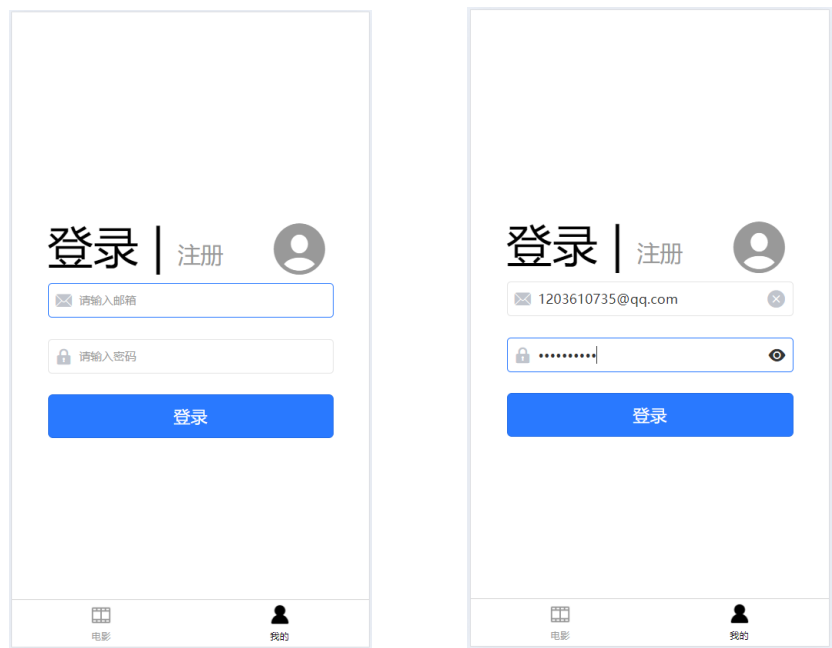 登录 | 注册
请输入邮箱
请输入密码
登录
电影 我的
登录 | 注册
1203610735@qq.com
••••••••••
登录
电影 我的